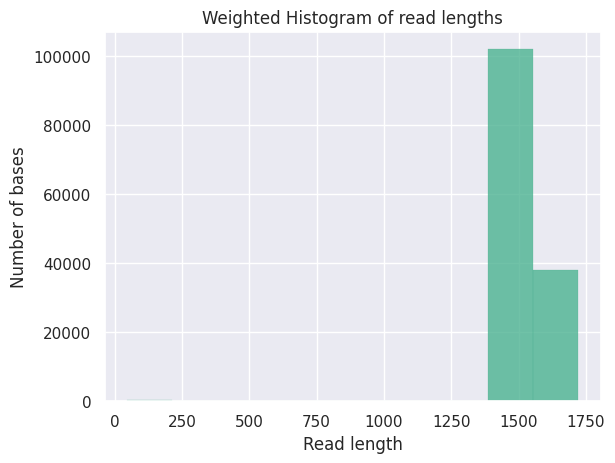 Weighted Histogram of read lengths
100000
80000
60000
40000
20000
0
Number of bases
0 250 500 750 1000 1250 1500 1750
Read length